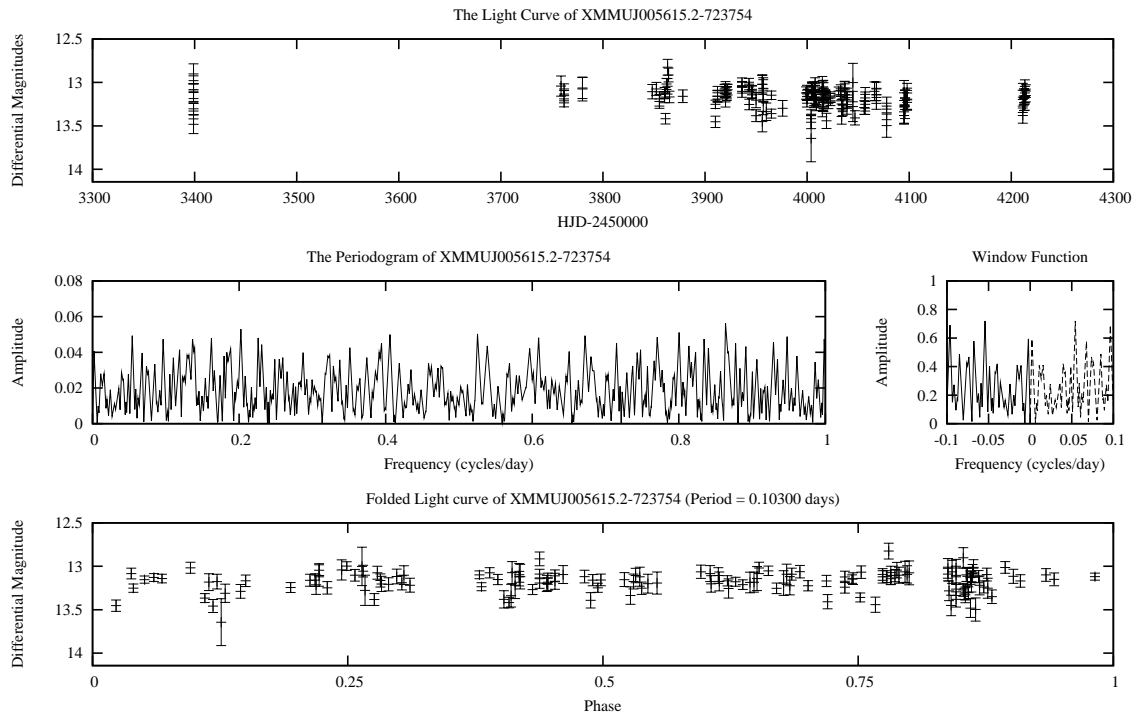 The Light Curve of XMMUJ005615.2-723754
Differential Magnitudes
12.5
13
13.5
14
3300 3400 3500 3600 3700 3800 3900 4000 4100 4200 4300
HJD-2450000
The Periodogram of XMMUJ005615.2-723754
Amplitude
0.08
0.06
0.04
0.02
0
0 0.2 0.4 0.6 0.8 1
Frequency (cycles/day)
Window Function
Amplitude
1
0.8
0.6
0.4
0.2
0
-0.1 -0.05 0 0.05 0.1
Frequency (cycles/day)
Folded Light curve of XMMUJ005615.2-723754 (Period = 0.10300 days)
Differential Magnitude
12.5
13
13.5
14
0 0.25 0.5 0.75 1
Phase